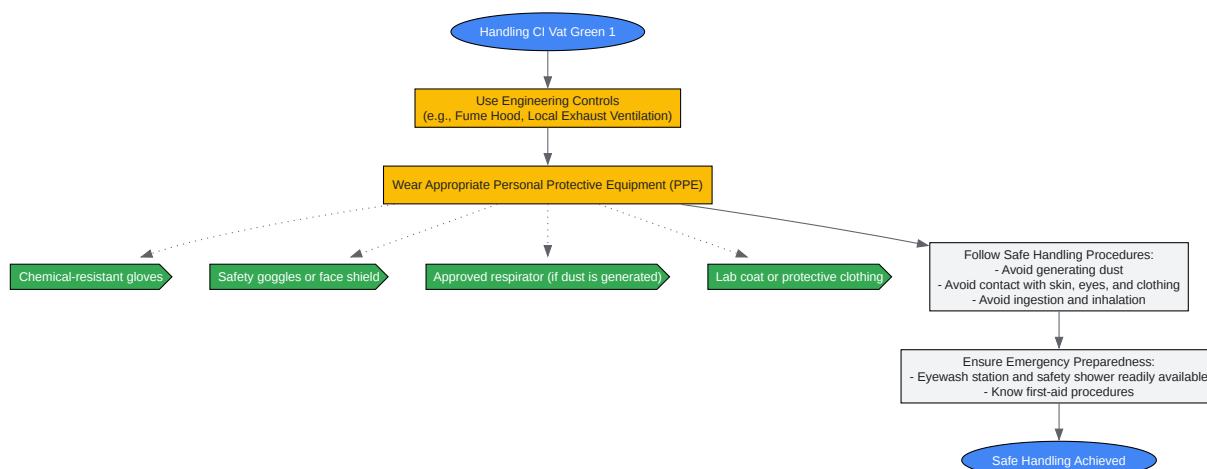 Handling CI Vat Green 1
Use Engineering Controls
(e.g., Fume Hood, Local Exhaust Ventilation)
Wear Appropriate Personal Protective Equipment (PPE)
Chemical-resistant gloves
Safety goggles or face shield
Approved respirator (if dust is generated)
Lab coat or protective clothing
Follow Safe Handling Procedures:
- Avoid generating dust
- Avoid contact with skin, eyes, and clothing
- Avoid ingestion and inhalation
Ensure Emergency Preparedness:
- Eyewash station and safety shower readily available
- Know first-aid procedures
Safe Handling Achieved